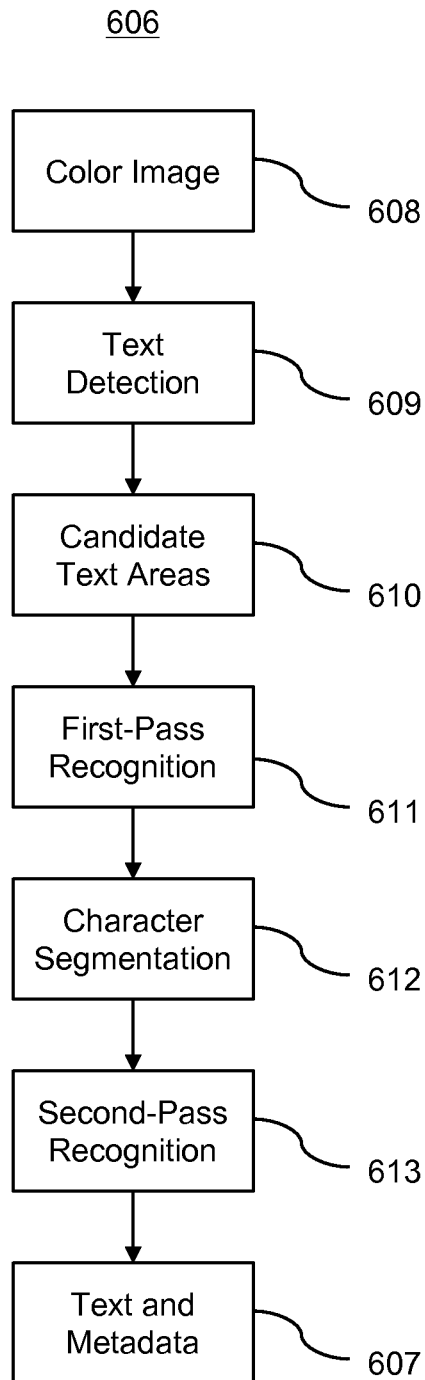 606
Color Image
608
Text
Detection
609
Candidate
Text Areas
610
First-Pass
Recognition
611
Character
Segmentation
612
Second-Pass
Recognition
613
Text and
Metadata
607